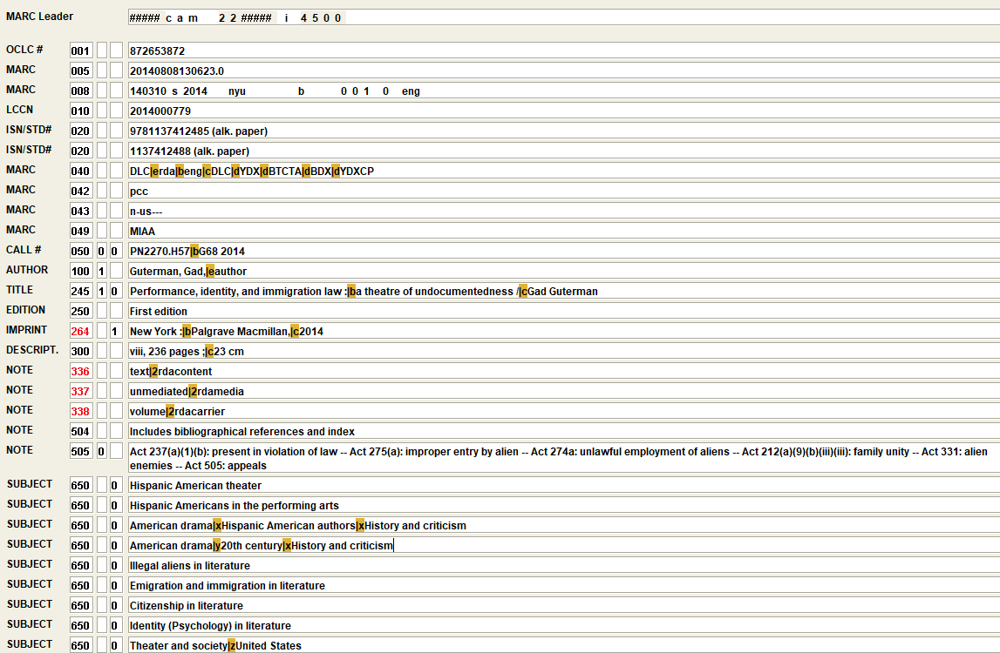 MARC Leader ##### c a m 2 2 ##### i 4 5 0 0
OCLC # 001 872653872
MARC 005 20140808130623.0
MARC 008 140310 s 2014 nyu b 0 0 1 0 eng
LCCN 010 2014000779
ISN/STD# 020 9781137412485 (alk. paper)
ISN/STD# 020 1137412488 (alk. paper)
MARC 040 DLC|erda|beng|cDLC|dYDX|dBTCTA|dBDX|dYDXCP
MARC 042 pcc
MARC 043 n-us---
MARC 049 MIAA
CALL # 050 0 0 PN2270.H57|bG68 2014
AUTHOR 100 1 Guterman, Gad,|eauthor
TITLE 245 1 0 Performance, identity, and immigration law :|ba theatre of undocumentedness /|cGad Guterman
EDITION 250 First edition
IMPRINT 264 1 New York :|bPalgrave Macmillan,|c2014
DESCRIPT. 300 viii, 236 pages ;|c23 cm
NOTE 336 text|2rdacontent
NOTE 337 unmediated|2rdamedia
NOTE 338 volume|2rdacarrier
NOTE 504 Includes bibliographical references and index
NOTE 505 0 Act 237(a)(1)(b): present in violation of law -- Act 275(a): improper entry by alien -- Act 274a: unlawful employment of aliens -- Act 212(a)(9)(b)(iii)(iii): family unity -- Act 331: alien
enemies -- Act 505: appeals
SUBJECT 650 0 Hispanic American theater
SUBJECT 650 0 Hispanic Americans in the performing arts
SUBJECT 650 0 American drama|xHispanic American authors|xHistory and criticism
SUBJECT 650 0 American drama|y20th century|xHistory and criticism
SUBJECT 650 0 Illegal aliens in literature
SUBJECT 650 0 Emigration and immigration in literature
SUBJECT 650 0 Citizenship in literature
SUBJECT 650 0 Identity (Psychology) in literature
SUBJECT 650 0 Theater and society|zUnited States